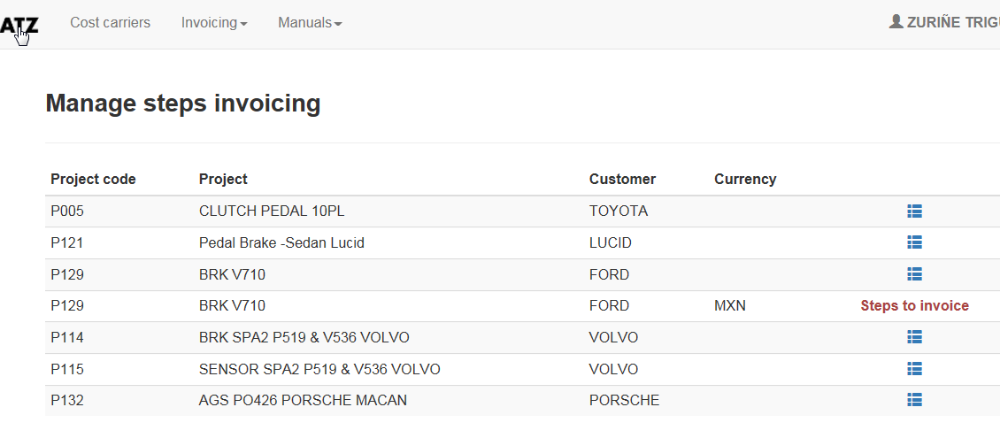 ATZ Cost carriers Invoicing Manuals ZURIÑE TRIG
Manage steps invoicing
Project code Project Customer Currency
P005 CLUTCH PEDAL 10PL TOYOTA
P121 Pedal Brake -Sedan Lucid LUCID
P129 BRK V710 FORD
P129 BRK V710 FORD MXN Steps to invoice
P114 BRK SPA2 P519 & V536 VOLVO VOLVO
P115 SENSOR SPA2 P519 & V536 VOLVO VOLVO
P132 AGS PO426 PORSCHE MACAN PORSCHE